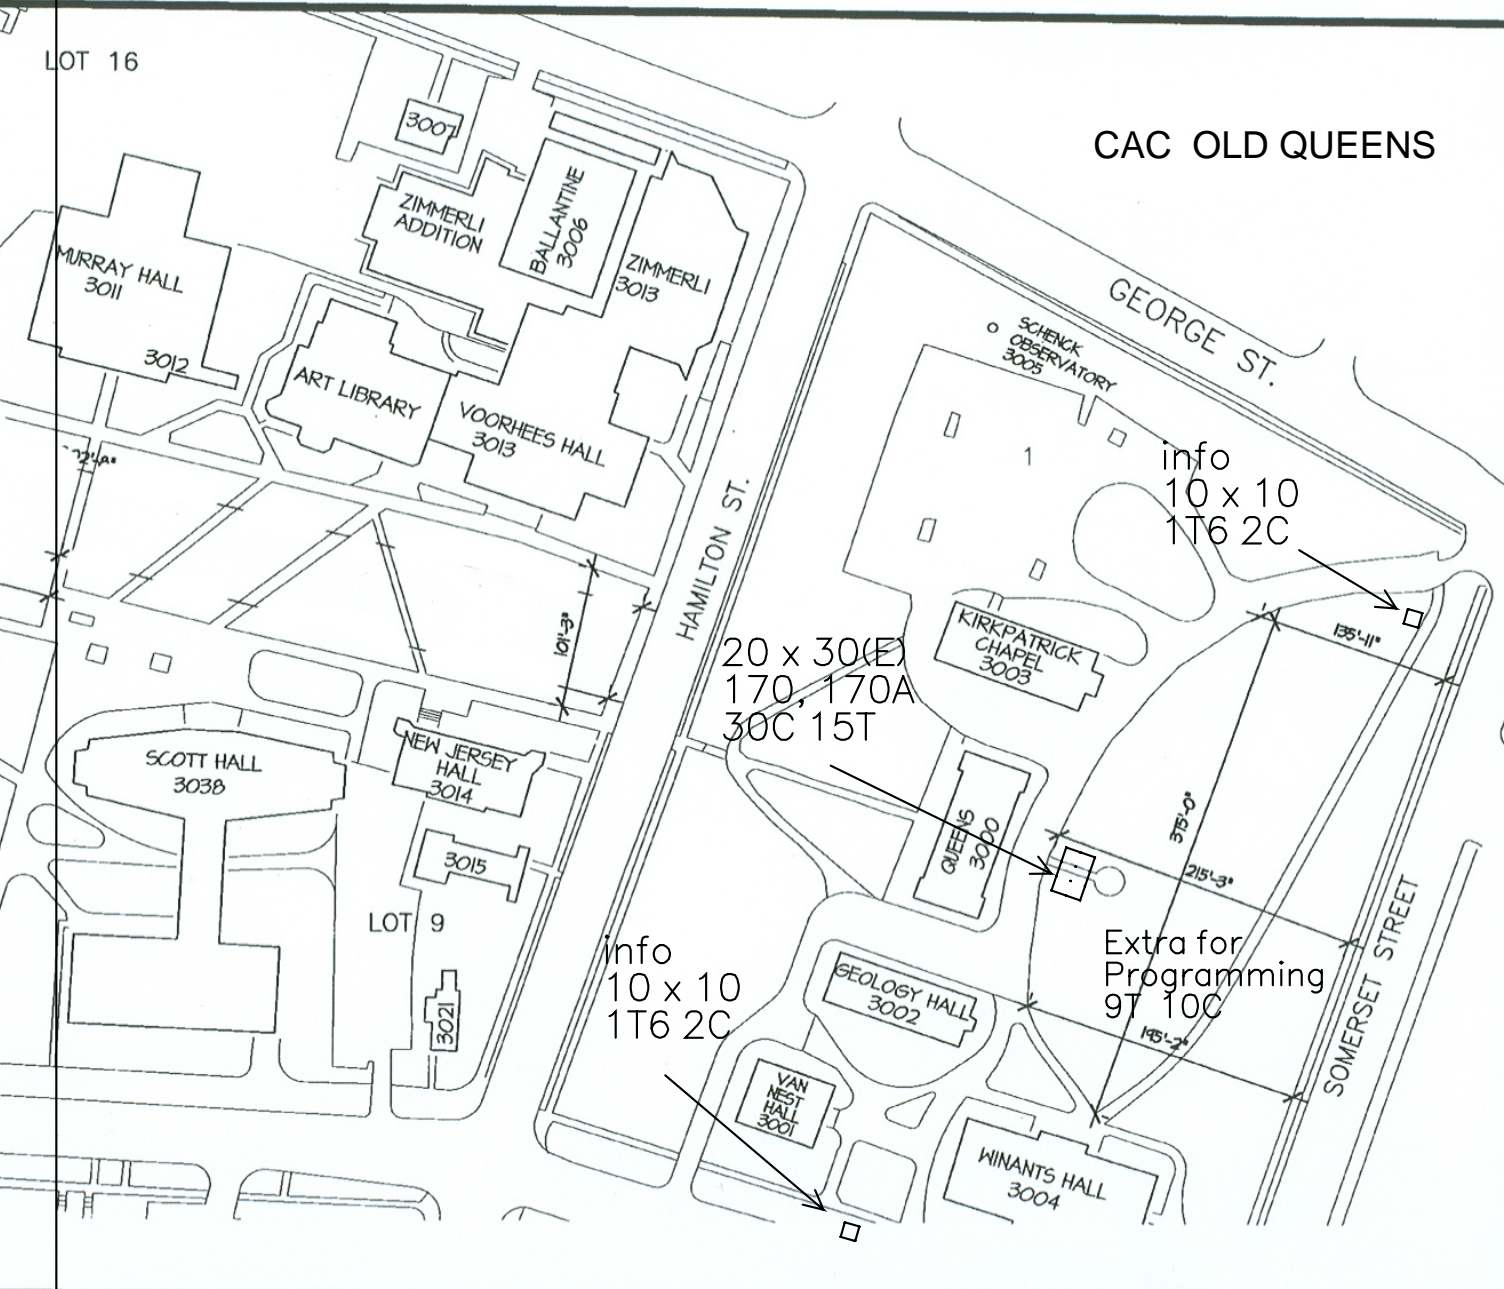 LOT 16
CAC OLD QUEENS
3007
ZIMMERLI
ADDITION
BALLANTINE
3006
ZIMMERLI
3013
MURRAY HALL
3011
3012
ART LIBRARY
VOORHEES HALL
3013
GEORGE ST.
SCHENCK
OBSERVATORY
3005
1
info
10 x 10
1T6 2C
HAMILTON ST.
101'-3"
KIRKPATRICK
CHAPEL
3003
135'-11"
20 x 30(E)
170, 170A
30C 15T
SCOTT HALL
3038
NEW JERSEY
HALL
3014
3015
QUEENS
3000
375'-0"
215'-3"
LOT 9
info
10 x 10
1T6 2C
3021
GEOLOGY HALL
3002
Extra for
Programming
9T 10C
195'-2"
SOMERSET STREET
VAN
NEST
HALL
3001
WINANTS HALL
3004